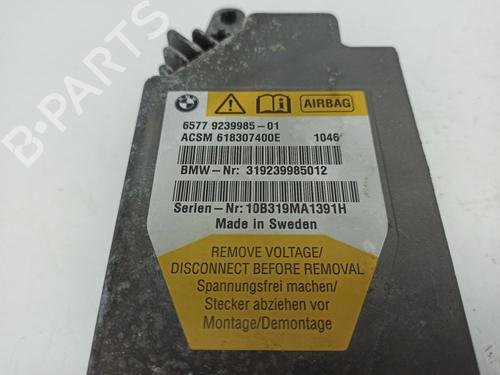 B-PARTS
BMW
AIRBAG
6577 9239985-01
ACSM 618307400E 1046
BMW-Nr: 319239985012
Serien-Nr: 10B319MA1391H
Made in Sweden
REMOVE VOLTAGE/
DISCONNECT BEFORE REMOVAL
Spannungsfrei machen/
Stecker abziehen vor
Montage/Demontage